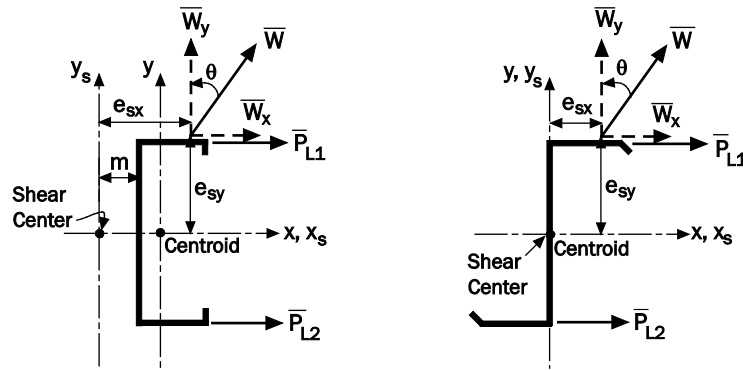 W̅y
W̅
ys
y
θ
esx
W̅x
P̅L1
m
esy
Shear
Center
x, xs
Centroid
P̅L2
W̅y
W̅
y, ys
θ
esx
W̅x
P̅L1
esy
x, xs
Centroid
Shear
Center
P̅L2